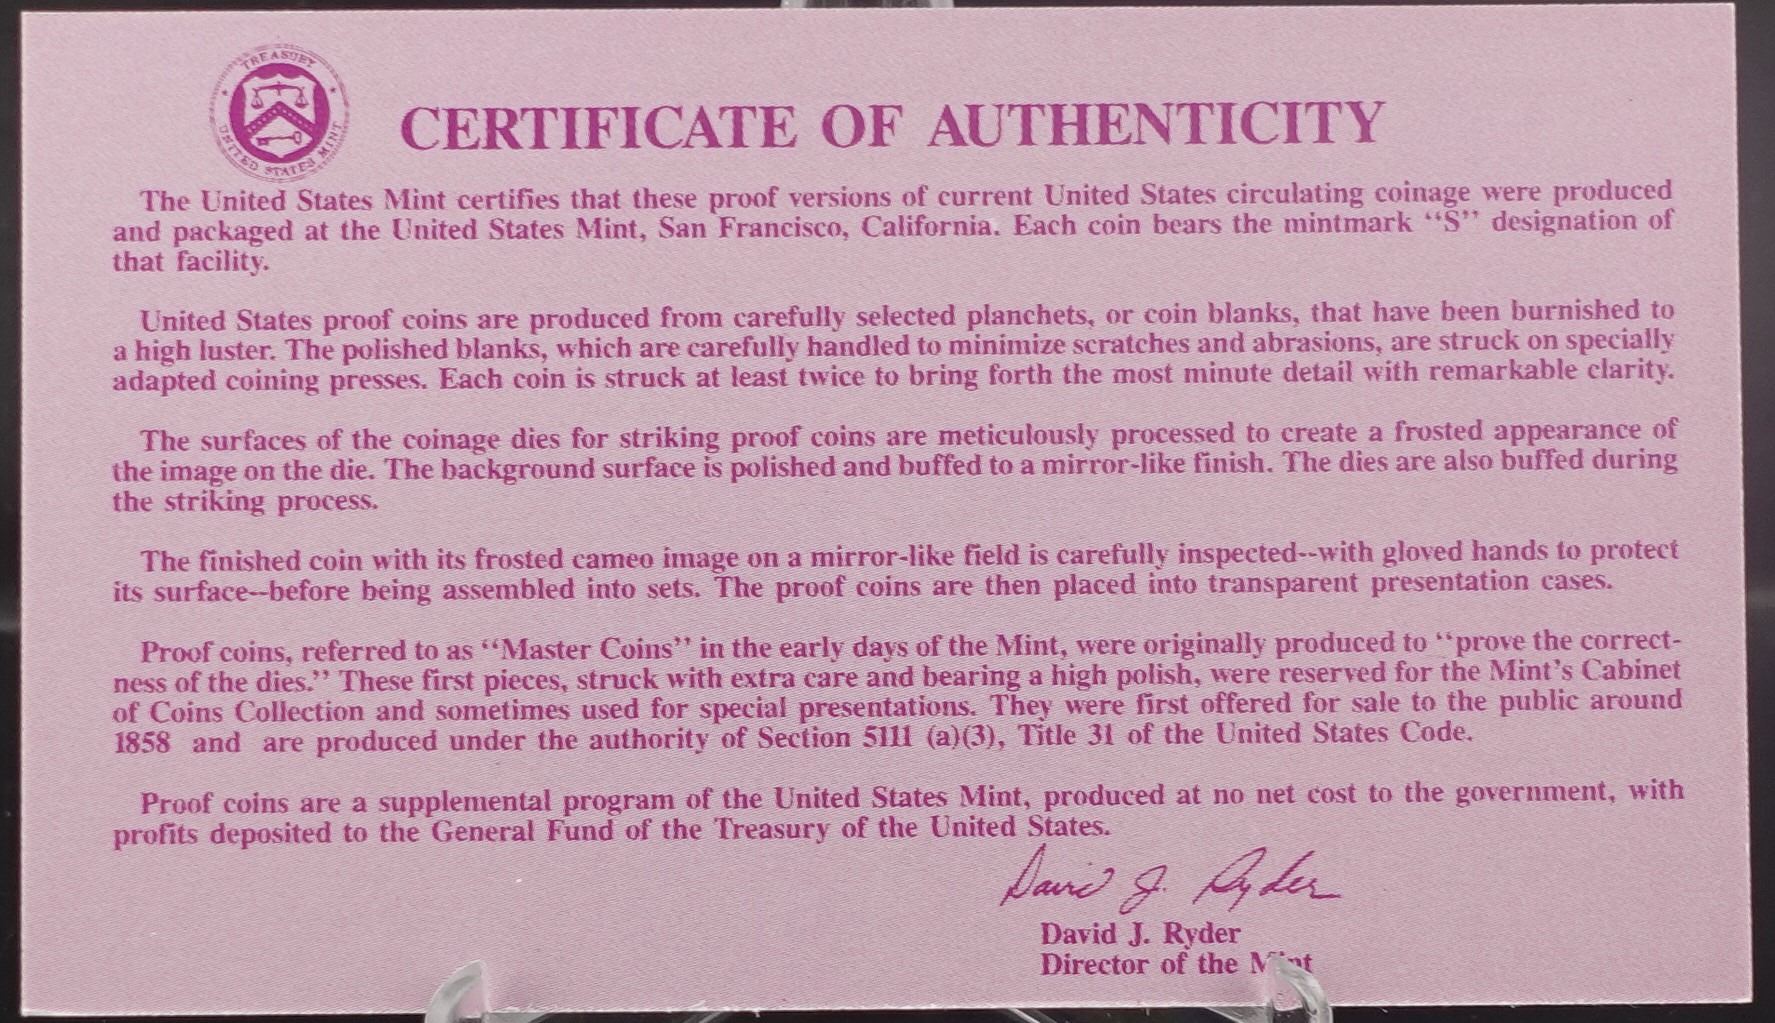 TREASURY
UNITED STATES MINT
CERTIFICATE OF AUTHENTICITY
The United States Mint certifies that these proof versions of current United States circulating coinage were produced
and packaged at the United States Mint, San Francisco, California. Each coin bears the mintmark “S” designation of
that facility.
United States proof coins are produced from carefully selected planchets, or coin blanks, that have been burnished to
a high luster. The polished blanks, which are carefully handled to minimize scratches and abrasions, are struck on specially
adapted coining presses. Each coin is struck at least twice to bring forth the most minute detail with remarkable clarity.
The surfaces of the coinage dies for striking proof coins are meticulously processed to create a frosted appearance of
the image on the die. The background surface is polished and buffed to a mirror-like finish. The dies are also buffed during
the striking process.
The finished coin with its frosted cameo image on a mirror-like field is carefully inspected--with gloved hands to protect
its surface--before being assembled into sets. The proof coins are then placed into transparent presentation cases.
Proof coins, referred to as “Master Coins” in the early days of the Mint, were originally produced to “prove the correct-
ness of the dies.” These first pieces, struck with extra care and bearing a high polish, were reserved for the Mint’s Cabinet
of Coins Collection and sometimes used for special presentations. They were first offered for sale to the public around
1858 and are produced under the authority of Section 5111 (a)(3), Title 31 of the United States Code.
Proof coins are a supplemental program of the United States Mint, produced at no net cost to the government, with
profits deposited to the General Fund of the Treasury of the United States.
David J. Ryder
David J. Ryder
Director of the Mint